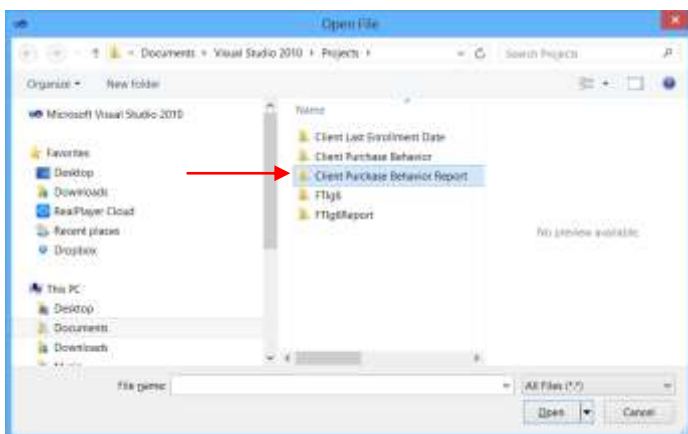 Open File
Documents Visual Studio 2010 Projects
Search Projects
Organize
New folder
Microsoft Visual Studio 2010
Favorites
Desktop
Downloads
RealPlayer Cloud
Recent places
Dropbox
This PC
Desktop
Documents
Downloads
Music
Name
Client Last Enrollment Date
Client Purchase Behavior
Client Purchase Behavior Report
No preview available.
File name:
All Files (*.*)
Open
Cancel